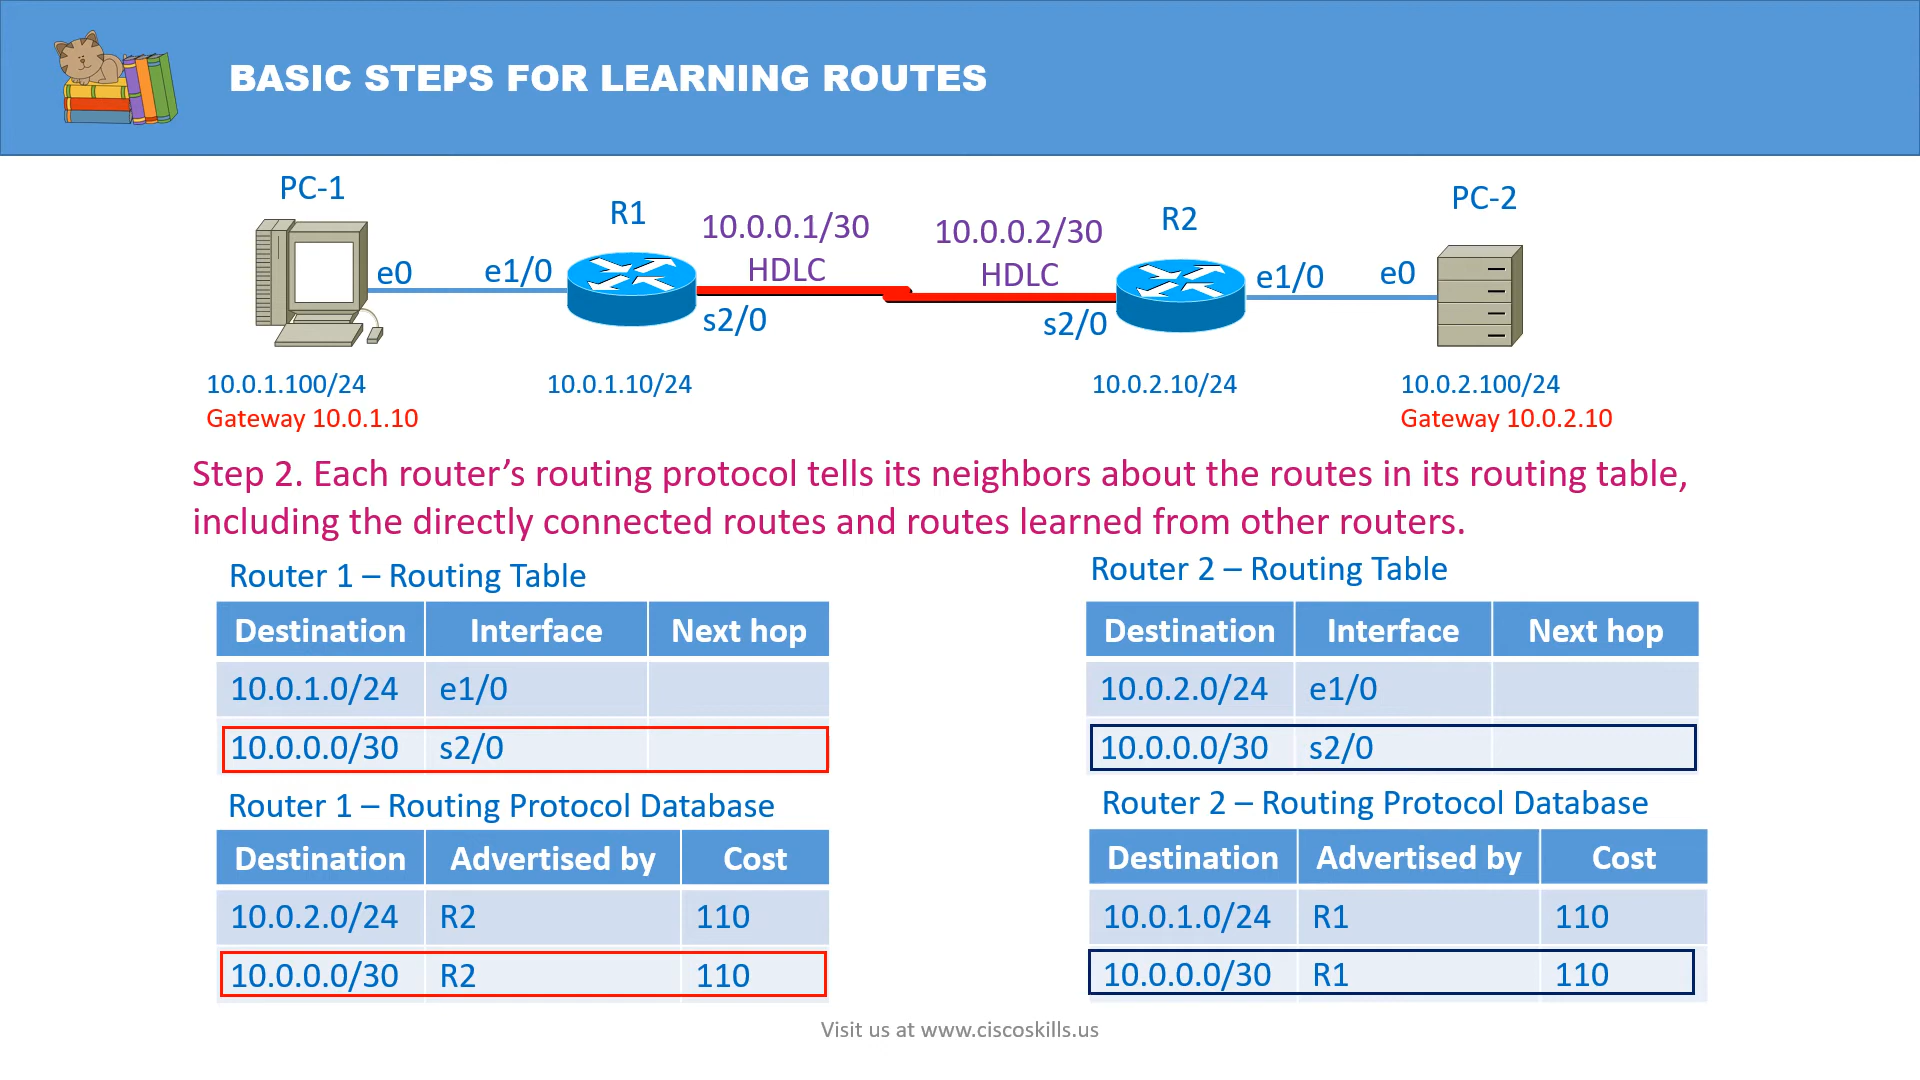 BASIC STEPS FOR LEARNING ROUTES
PC-1
R1
10.0.0.1/30
HDLC
10.0.0.2/30
HDLC
R2
PC-2
e0
e1/0
s2/0
s2/0
e1/0
e0
10.0.1.100/24
Gateway 10.0.1.10
10.0.1.10/24
10.0.2.10/24
10.0.2.100/24
Gateway 10.0.2.10
Step 2. Each router’s routing protocol tells its neighbors about the routes in its routing table,
including the directly connected routes and routes learned from other routers.
Router 1 – Routing Table
Destination Interface Next hop
10.0.1.0/24 e1/0
10.0.0.0/30 s2/0
Router 1 – Routing Protocol Database
Destination Advertised by Cost
10.0.2.0/24 R2 110
10.0.0.0/30 R2 110
Router 2 – Routing Table
Destination Interface Next hop
10.0.2.0/24 e1/0
10.0.0.0/30 s2/0
Router 2 – Routing Protocol Database
Destination Advertised by Cost
10.0.1.0/24 R1 110
10.0.0.0/30 R1 110
Visit us at www.ciscoskills.us